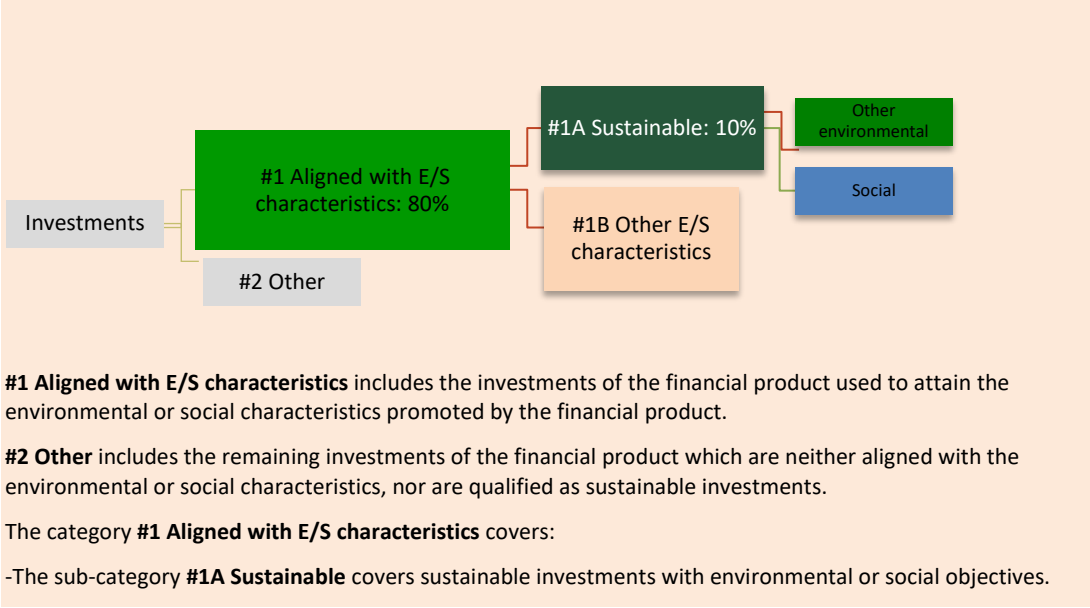 Investments
#1 Aligned with E/S
characteristics: 80%
#2 Other
#1A Sustainable: 10%
#1B Other E/S
characteristics
Other
environmental
Social
#1 Aligned with E/S characteristics includes the investments of the financial product used to attain the
environmental or social characteristics promoted by the financial product.
#2 Other includes the remaining investments of the financial product which are neither aligned with the
environmental or social characteristics, nor are qualified as sustainable investments.
The category #1 Aligned with E/S characteristics covers:
-The sub-category #1A Sustainable covers sustainable investments with environmental or social objectives.